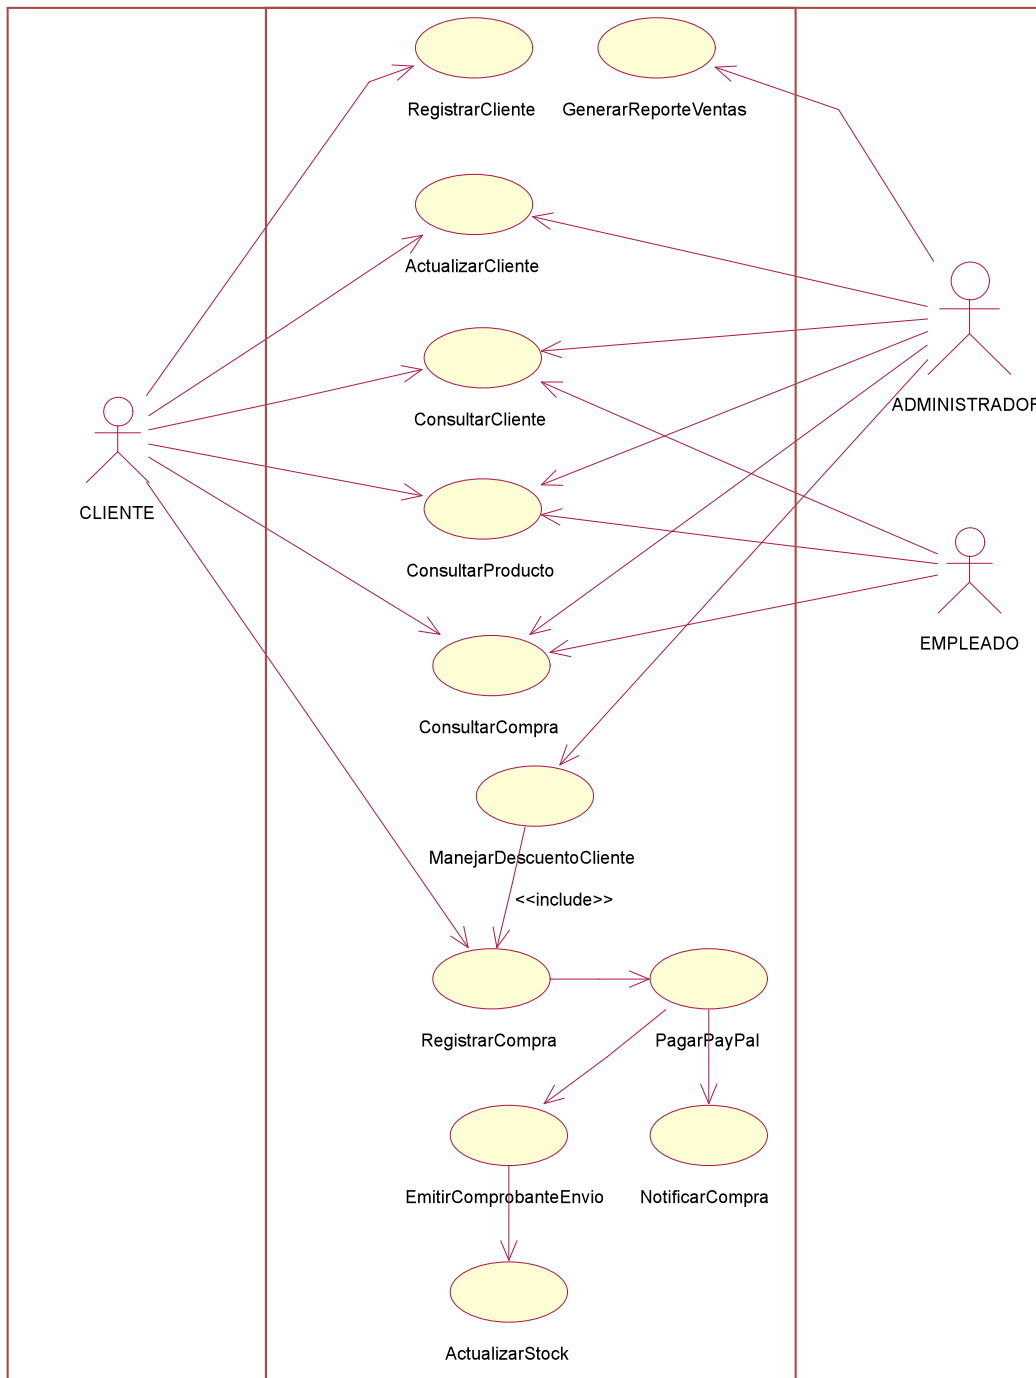 RegistrarCliente
GenerarReporteVentas
ActualizarCliente
ADMINISTRADOR
ConsultarCliente
CLIENTE
ConsultarProducto
EMPLEADO
ConsultarCompra
ManejarDescuentoCliente
<<include>>
RegistrarCompra
PagarPayPal
EmitirComprobanteEnvio
NotificarCompra
ActualizarStock